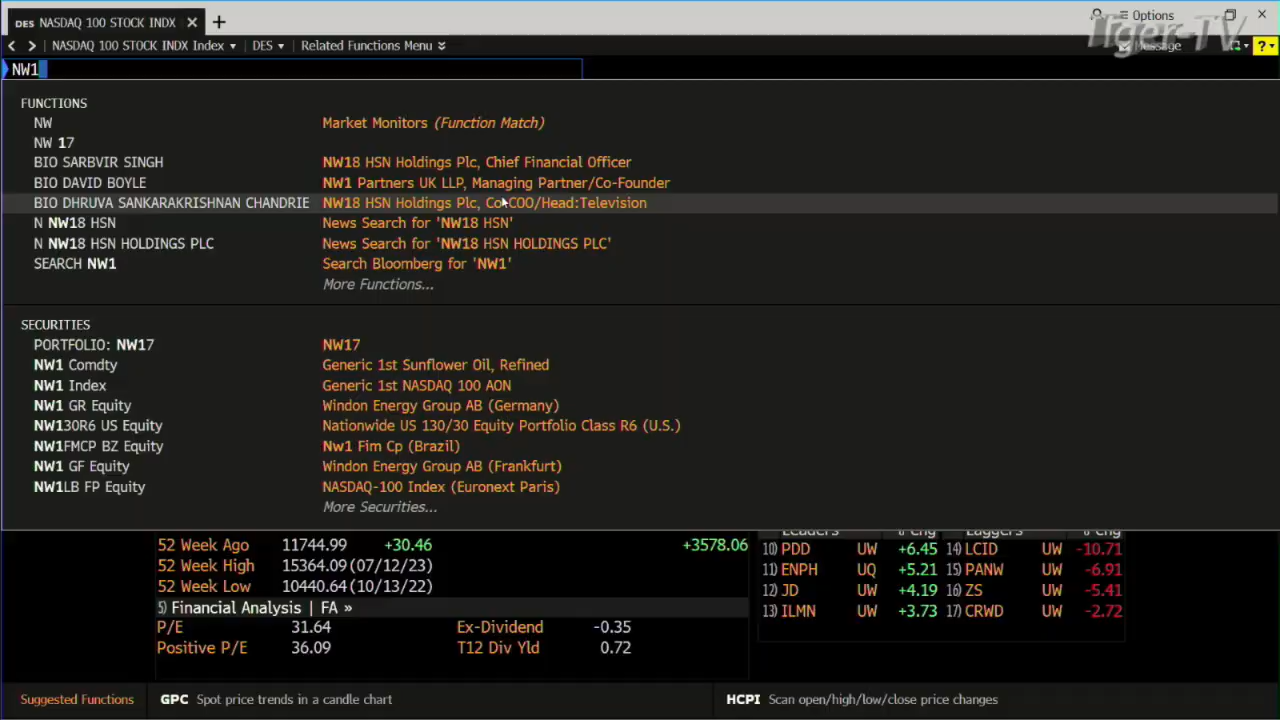 DES NASDAQ 100 STOCK INDX × +
Options
Tiger-TV
< > NASDAQ 100 STOCK INDX Index ▾ DES ▾ Related Functions Menu
Message
? ▾
NW1
FUNCTIONS
NW Market Monitors (Function Match)
NW 17
BIO SARBVIR SINGH NW18 HSN Holdings Plc, Chief Financial Officer
BIO DAVID BOYLE NW1 Partners UK LLP, Managing Partner/Co-Founder
BIO DHRUVA SANKARAKRISHNAN CHANDRIE NW18 HSN Holdings Plc, Co-COO/Head:Television
N NW18 HSN News Search for 'NW18 HSN'
N NW18 HSN HOLDINGS PLC News Search for 'NW18 HSN HOLDINGS PLC'
SEARCH NW1 Search Bloomberg for 'NW1'
More Functions...
SECURITIES
PORTFOLIO: NW17 NW17
NW1 Comdty Generic 1st Sunflower Oil, Refined
NW1 Index Generic 1st NASDAQ 100 AON
NW1 GR Equity Windon Energy Group AB (Germany)
NW130R6 US Equity Nationwide US 130/30 Equity Portfolio Class R6 (U.S.)
NW1FMCP BZ Equity Nw1 Fim Cp (Brazil)
NW1 GF Equity Windon Energy Group AB (Frankfurt)
NW1LB FP Equity NASDAQ-100 Index (Euronext Paris)
More Securities...
Leaders % Chg Laggers % Chg
52 Week Ago 11744.99 +30.46 +3578.06 10) PDD UW +6.45 14) LCID UW -10.71
52 Week High 15364.09 (07/12/23) 11) ENPH UQ +5.21 15) PANW UW -6.91
52 Week Low 10440.64 (10/13/22) 12) JD UW +4.19 16) ZS UW -5.41
5) Financial Analysis | FA » 13) ILMN UW +3.73 17) CRWD UW -2.72
P/E 31.64 Ex-Dividend -0.35
Positive P/E 36.09 T12 Div Yld 0.72
Suggested Functions GPC Spot price trends in a candle chart HCPI Scan open/high/low/close price changes